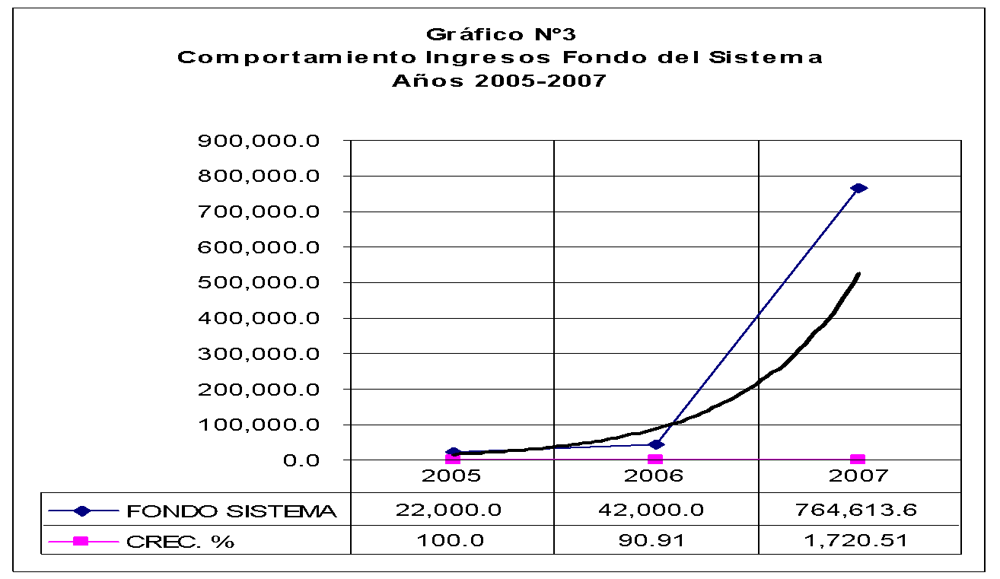 Gráfico N°3
Comportamiento Ingresos Fondo del Sistema
Años 2005-2007
900,000.0
800,000.0
700,000.0
600,000.0
500,000.0
400,000.0
300,000.0
200,000.0
100,000.0
0.0
2005 2006 2007
FONDO SISTEMA 22,000.0 42,000.0 764,613.6
CREC. % 100.0 90.91 1,720.51